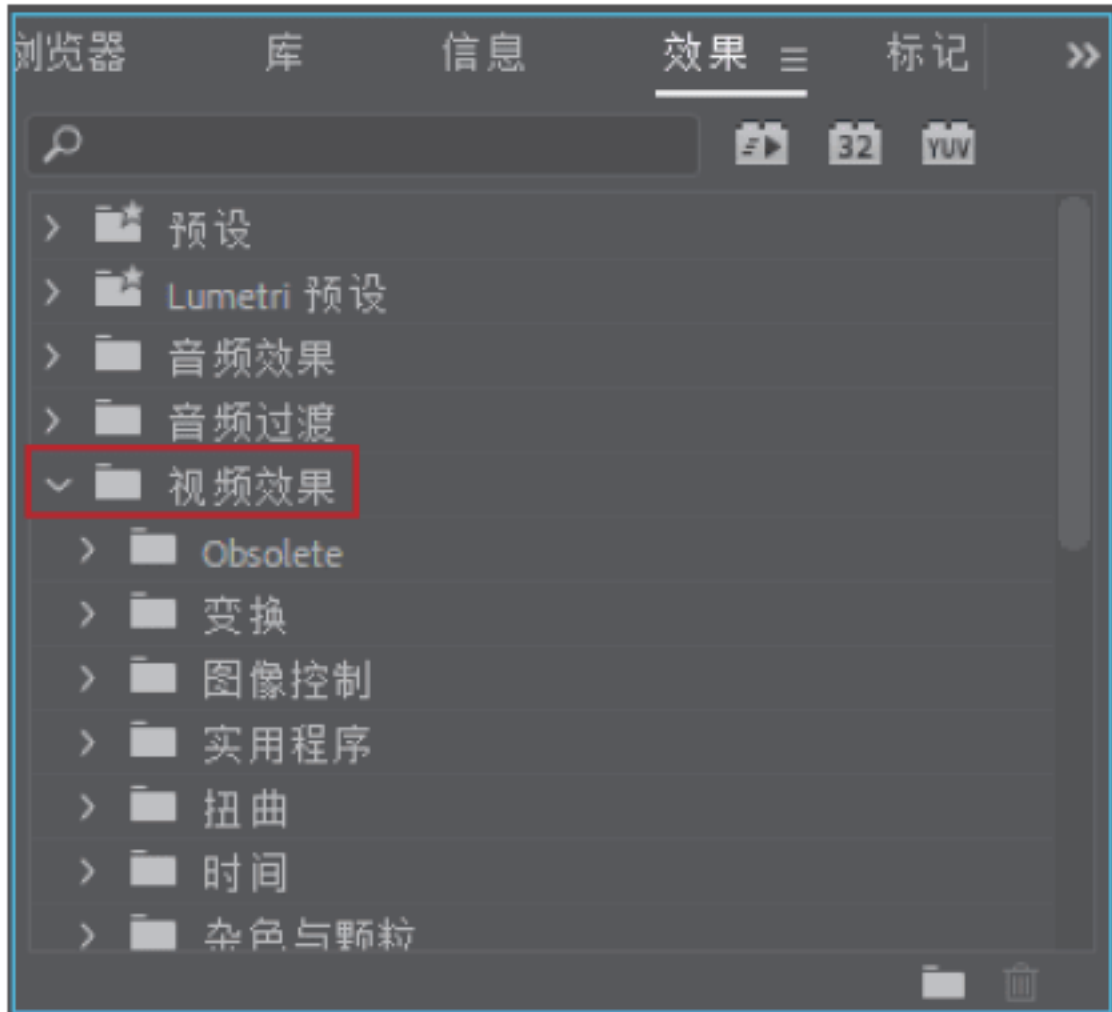 浏览器 库 信息 效果 标记
32 YUV
预设
Lumetri 预设
音频效果
音频过渡
视频效果
Obsolete
变换
图像控制
实用程序
扭曲
时间
杂色与颗粒